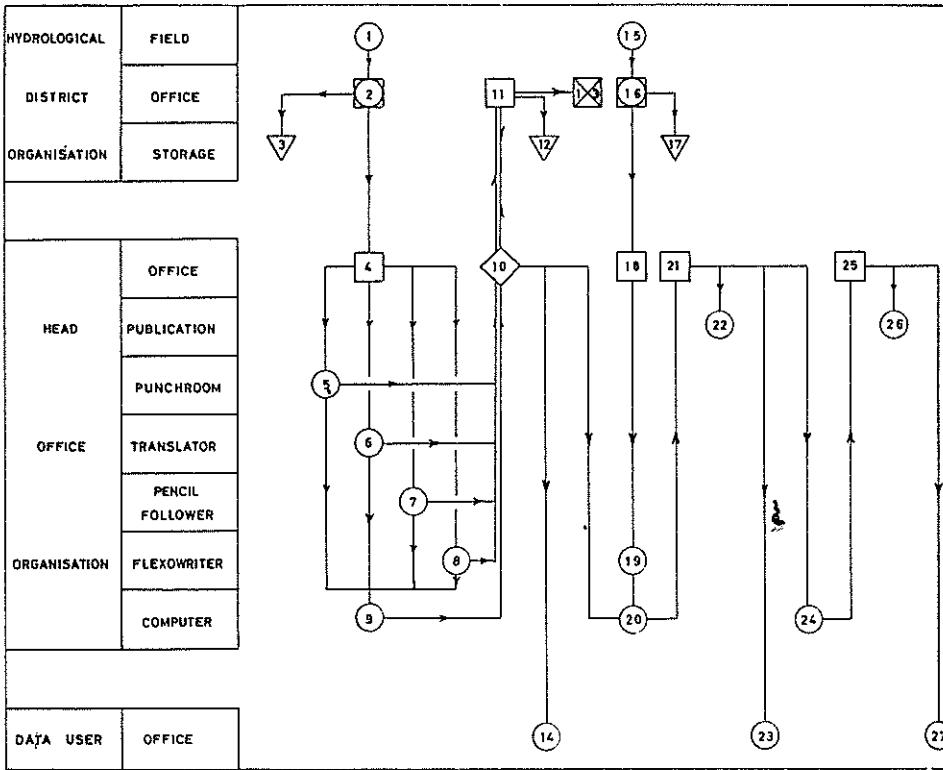 HYDROLOGICAL FIELD 1 15
DISTRICT OFFICE 2 11 13 16
ORGANISATION STORAGE 3 12 17
OFFICE 4 10 18 21 25
HEAD PUBLICATION 22 26
PUNCHROOM 5
OFFICE TRANSLATOR 6
PENCIL
FOLLOWER 7
ORGANISATION FLEXOWRITER 8 19
COMPUTER 9 20 24
DATA USER OFFICE 14 23 27